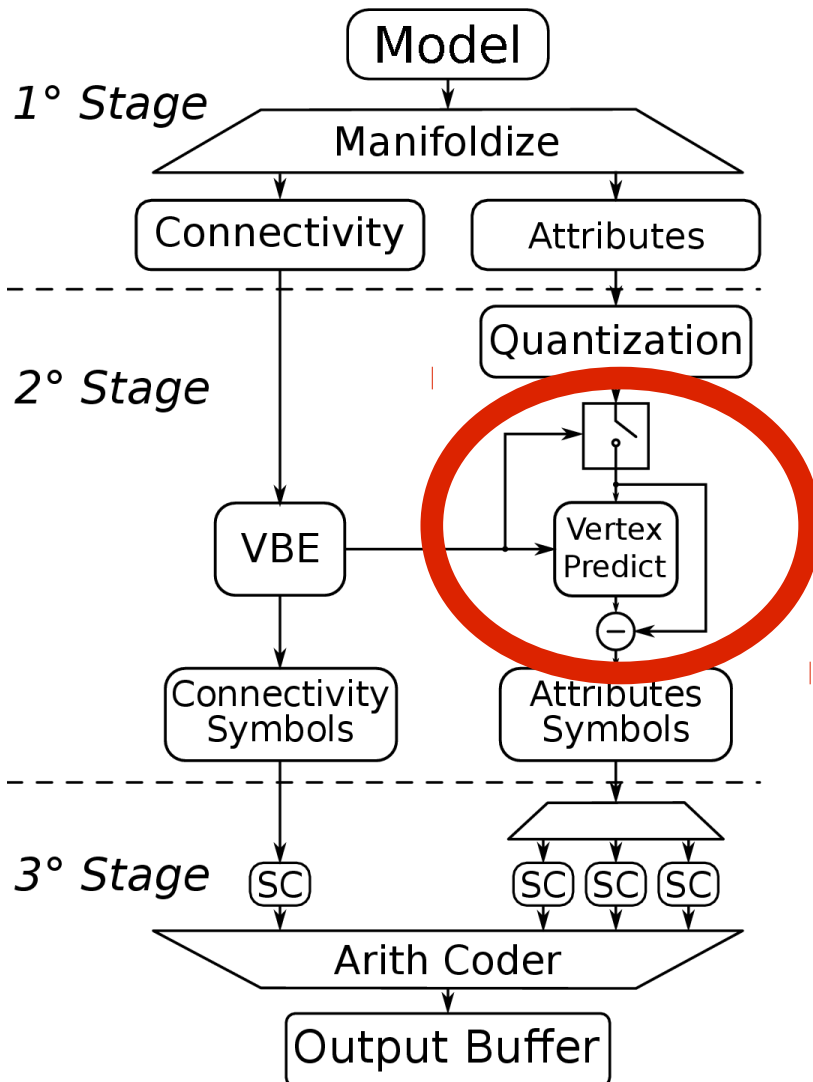 Model
1° Stage
Manifoldize
Connectivity
Attributes
Quantization
2° Stage
Vertex
Predict
VBE
−
Connectivity
Symbols
Attributes
Symbols
3° Stage
SC
SC
SC
SC
Arith Coder
Output Buffer